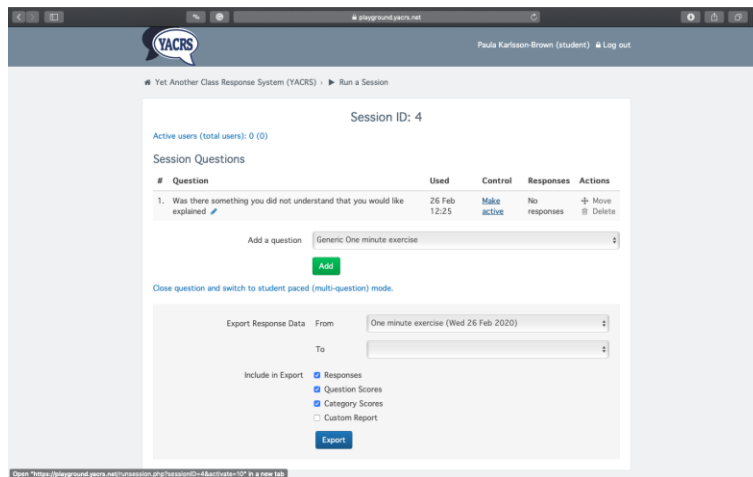 playground.yacrs.net
YACRS
Paula Karlsson-Brown (student) Log out
Yet Another Class Response System (YACRS) › Run a Session
Session ID: 4
Active users (total users): 0 (0)
Session Questions
# Question Used Control Responses Actions
1. Was there something you did not understand that you would like explained
26 Feb 12:25
Make active
No responses
Move
Delete
Add a question Generic One minute exercise
Add
Close question and switch to student paced (multi-question) mode.
Export Response Data From One minute exercise (Wed 26 Feb 2020)
To
Include in Export Responses
Question Scores
Category Scores
Custom Report
Export
Open "https://playground.yacrs.net/runsession.php?sessionID=4&activate=10" in a new tab